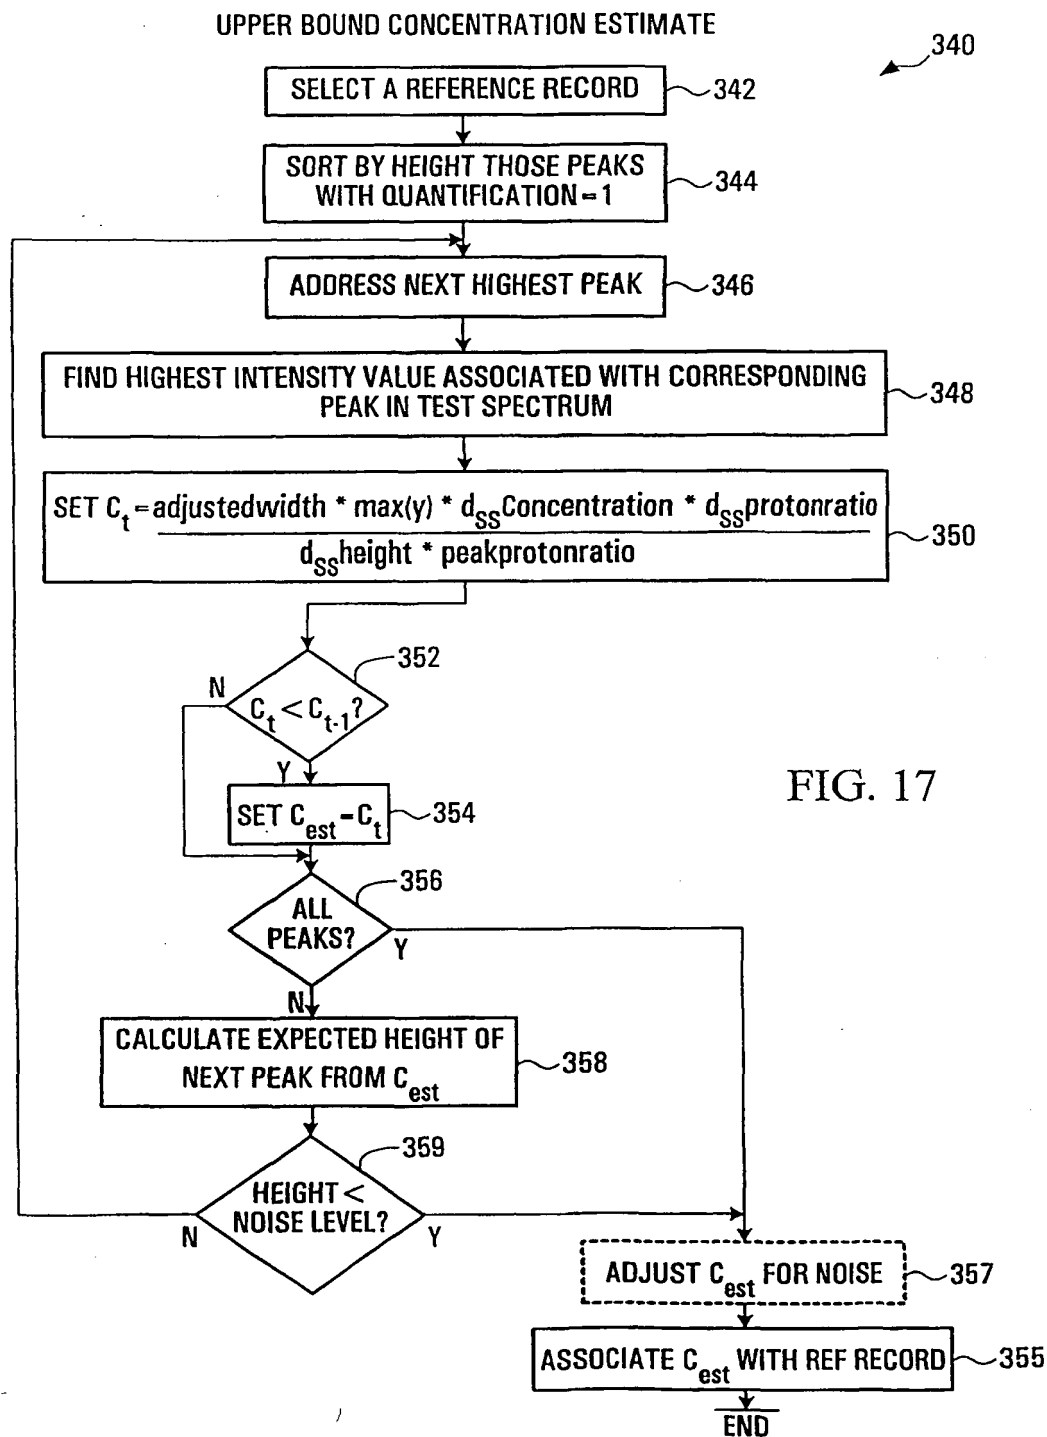 UPPER BOUND CONCENTRATION ESTIMATE
340
SELECT A REFERENCE RECORD
342
SORT BY HEIGHT THOSE PEAKS
WITH QUANTIFICATION=1
344
ADDRESS NEXT HIGHEST PEAK
346
FIND HIGHEST INTENSITY VALUE ASSOCIATED WITH CORRESPONDING
PEAK IN TEST SPECTRUM
348
SET Ct=adjustedwidth * max(y) * dSSConcentration * dSSprotonratio
dSSheight * peakprotonratio
350
352
N
Ct < Ct-1?
Y
SET Cest=Ct
354
FIG. 17
356
ALL
PEAKS?
Y
N
CALCULATE EXPECTED HEIGHT OF
NEXT PEAK FROM Cest
358
359
HEIGHT <
NOISE LEVEL?
N
Y
ADJUST Cest FOR NOISE
357
ASSOCIATE Cest WITH REF RECORD
355
END